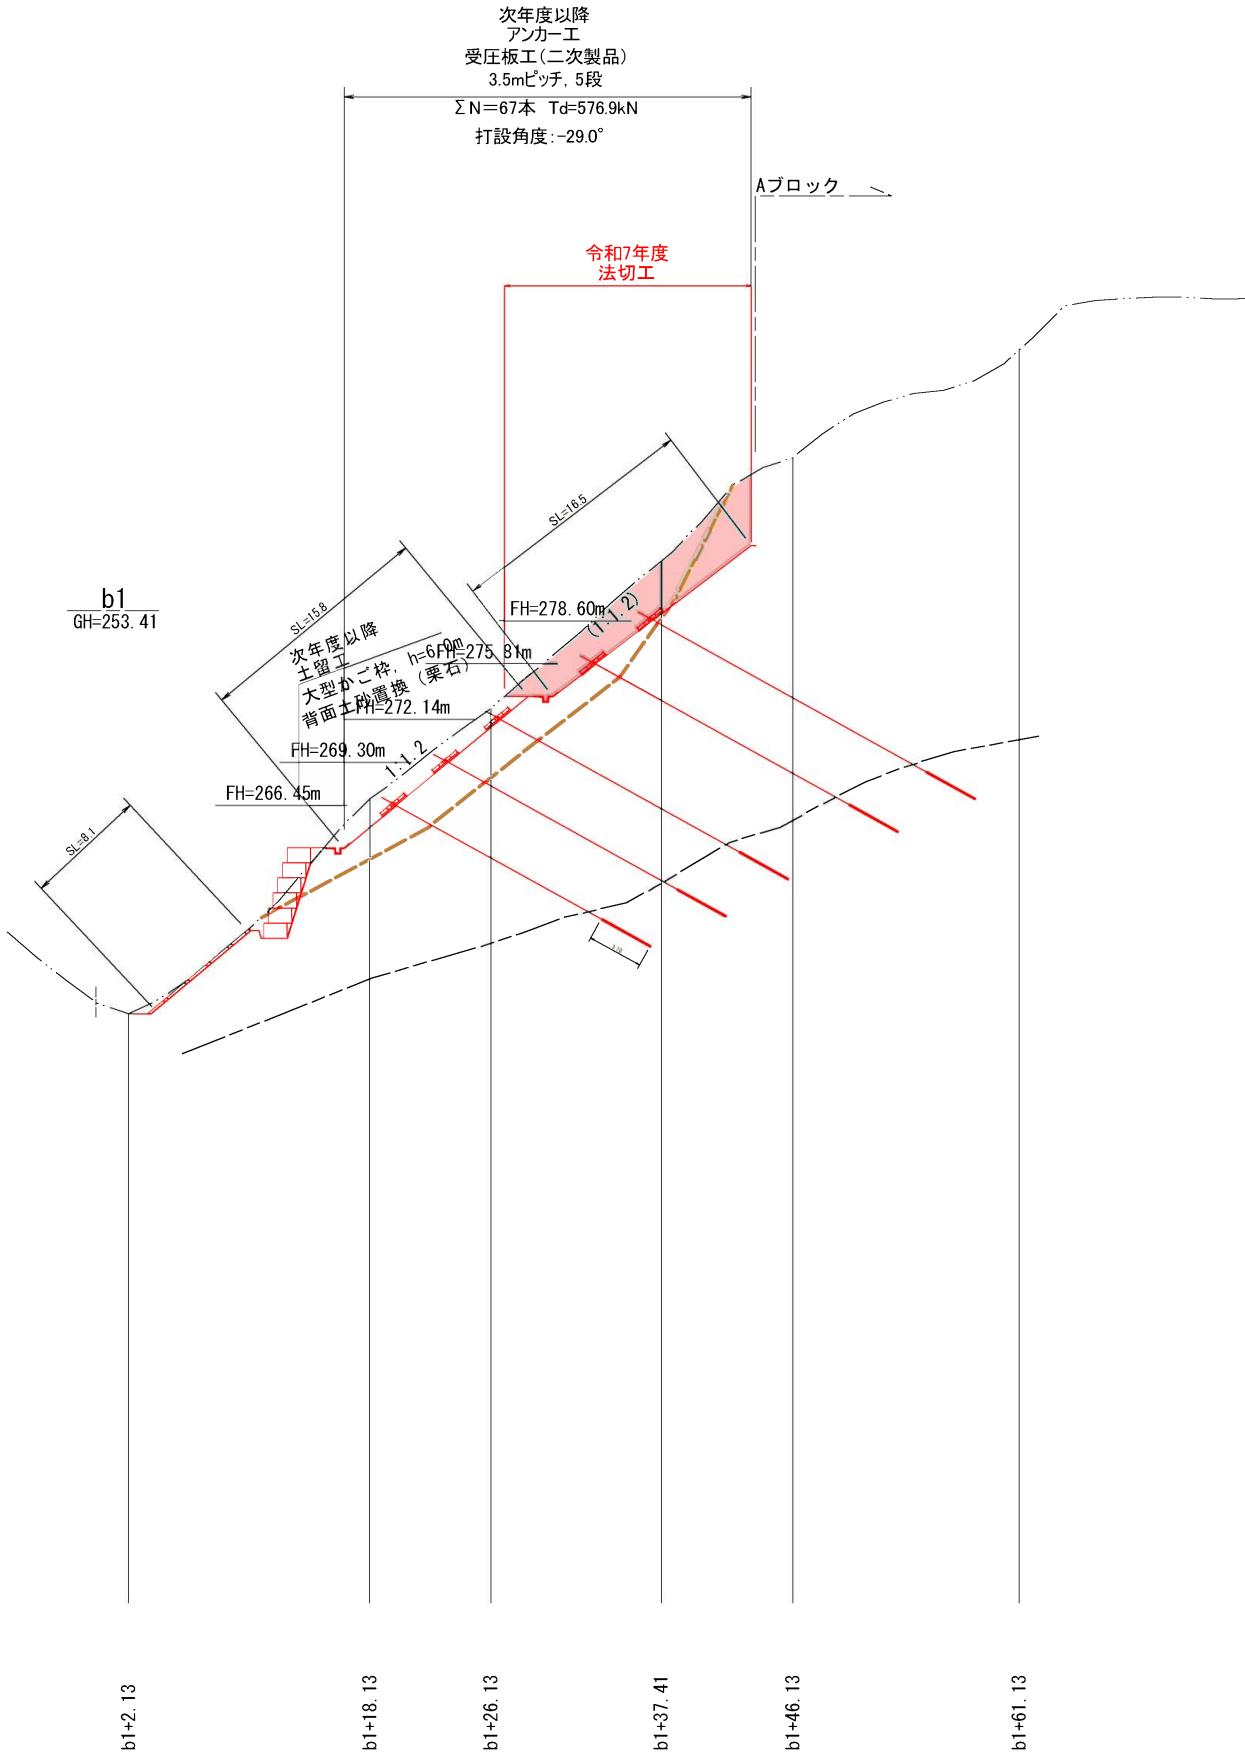 次年度以降
アンカー工
受圧板工(二次製品)
3.5mピッチ, 5段
ΣN=67本 Td=576.9kN
打設角度:-29.0°
Aブロック
令和7年度
法切工
SL=16.5
b1
GH=253.41
SL=15.8
FH=278.60m
(1:1.2)
次年度以降
土留工
大型かご枠, h=6.0m
背面土砂置換(栗石)
FH=275.81m
FH=272.14m
FH=269.30m
1:1.2
FH=266.45m
SL=8.1
b1+2.13
b1+18.13
b1+26.13
b1+37.41
b1+46.13
b1+61.13